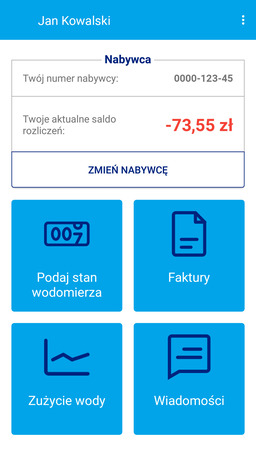 Jan Kowalski
Nabywca
Twój numer nabywcy: 0000-123-45
Twoje aktualne saldo
rozliczeń:
-73,55 zł
ZMIEŃ NABYWCĘ
007
Podaj stan
wodomierza
Faktury
Zużycie wody
Wiadomości